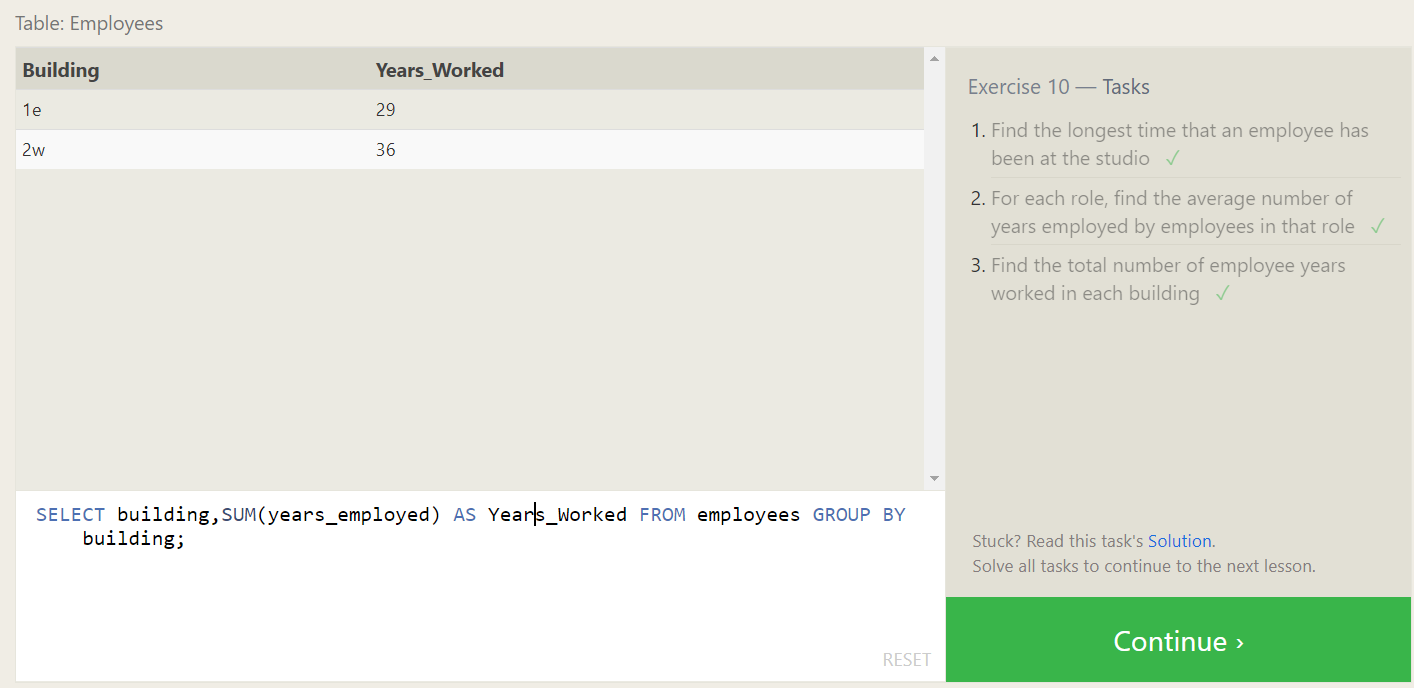 Table: Employees
Building Years_Worked
1e 29
2w 36
SELECT building,SUM(years_employed) AS Years_Worked FROM employees GROUP BY
building;
RESET
Exercise 10 — Tasks
1. Find the longest time that an employee has
been at the studio ✓
2. For each role, find the average number of
years employed by employees in that role ✓
3. Find the total number of employee years
worked in each building ✓
Stuck? Read this task's Solution.
Solve all tasks to continue to the next lesson.
Continue ›